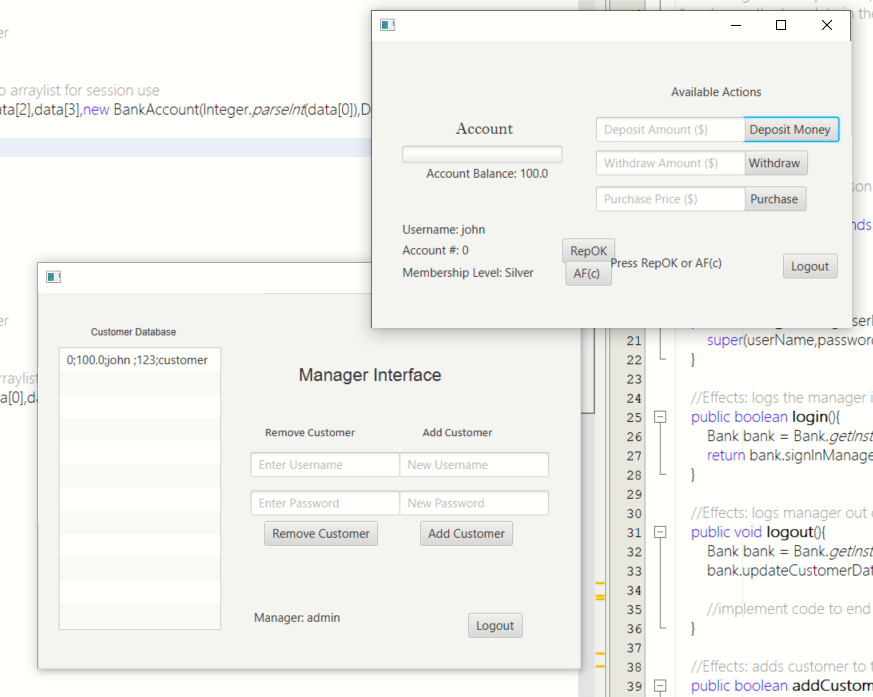 er
o arraylist for session use
ata[2],data[3],new BankAccount(Integer.parseInt(data[0]),D
er
arraylist
a[0],da
Available Actions
Account
Deposit Amount ($) Deposit Money
Account Balance: 100.0
Withdraw Amount ($) Withdraw
Purchase Price ($) Purchase
Username: john
Account #: 0
Membership Level: Silver
RepOK
AF(c)
Press RepOK or AF(c)
Logout
Customer Database
0;100.0;john ;123;customer
Manager Interface
Remove Customer Add Customer
Enter Username New Username
Enter Password New Password
Remove Customer Add Customer
Manager: admin
Logout
son
nds
21 super(userName,password
22 }
23
24 //Effects: logs the manager i
25 public boolean login(){
26 Bank bank = Bank.getInst
27 return bank.signInManage
28 }
29
30 //Effects: logs manager out o
31 public void logout(){
32 Bank bank = Bank.getInst
33 bank.updateCustomerDat
34
35 //implement code to end
36 }
37
38 //Effects: adds customer to t
39 public boolean addCustom